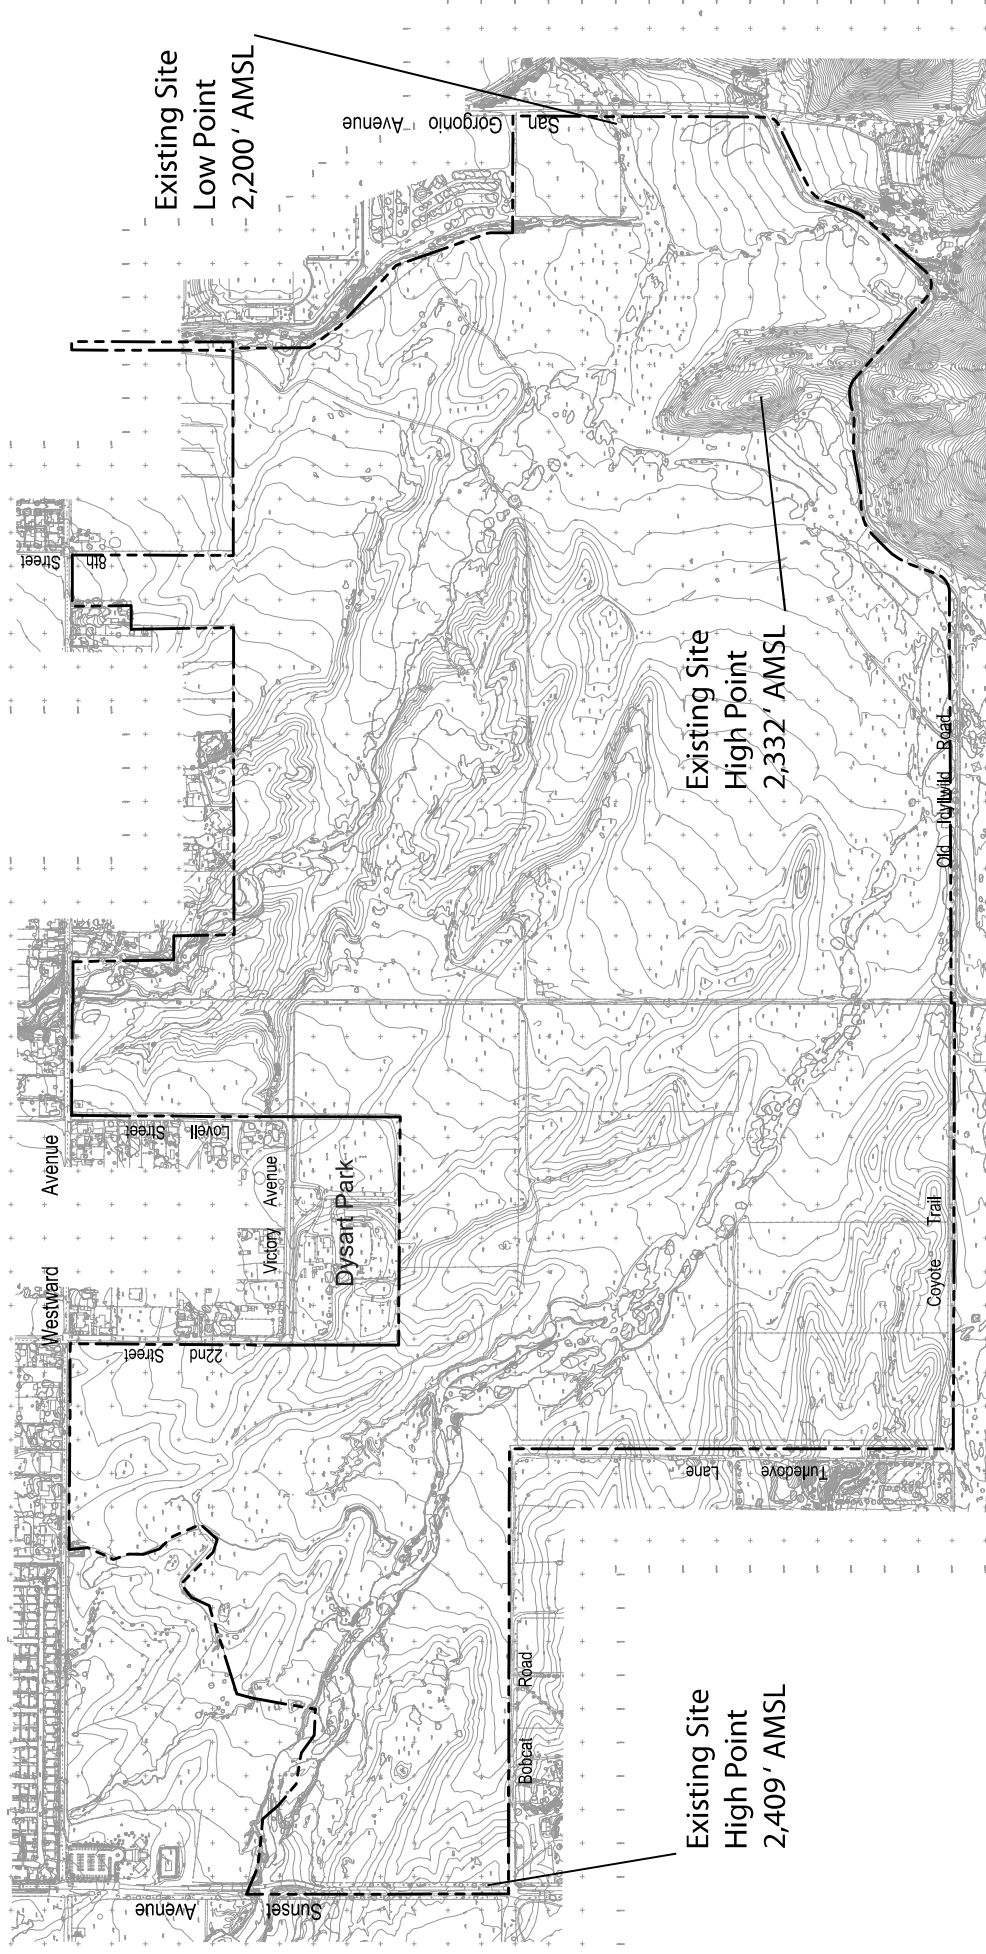 Existing Site
Low Point
2,200' AMSL
San Gorgonio Avenue
8th Street
Existing Site
High Point
2,332' AMSL
Old Idyllwild Road
Lovell Street
Westward Avenue
Victory Avenue
Dysart Park
22nd Street
Coyote Trail
Turtledove Lane
Bobcat Road
Existing Site
High Point
2,409' AMSL
Sunset Avenue